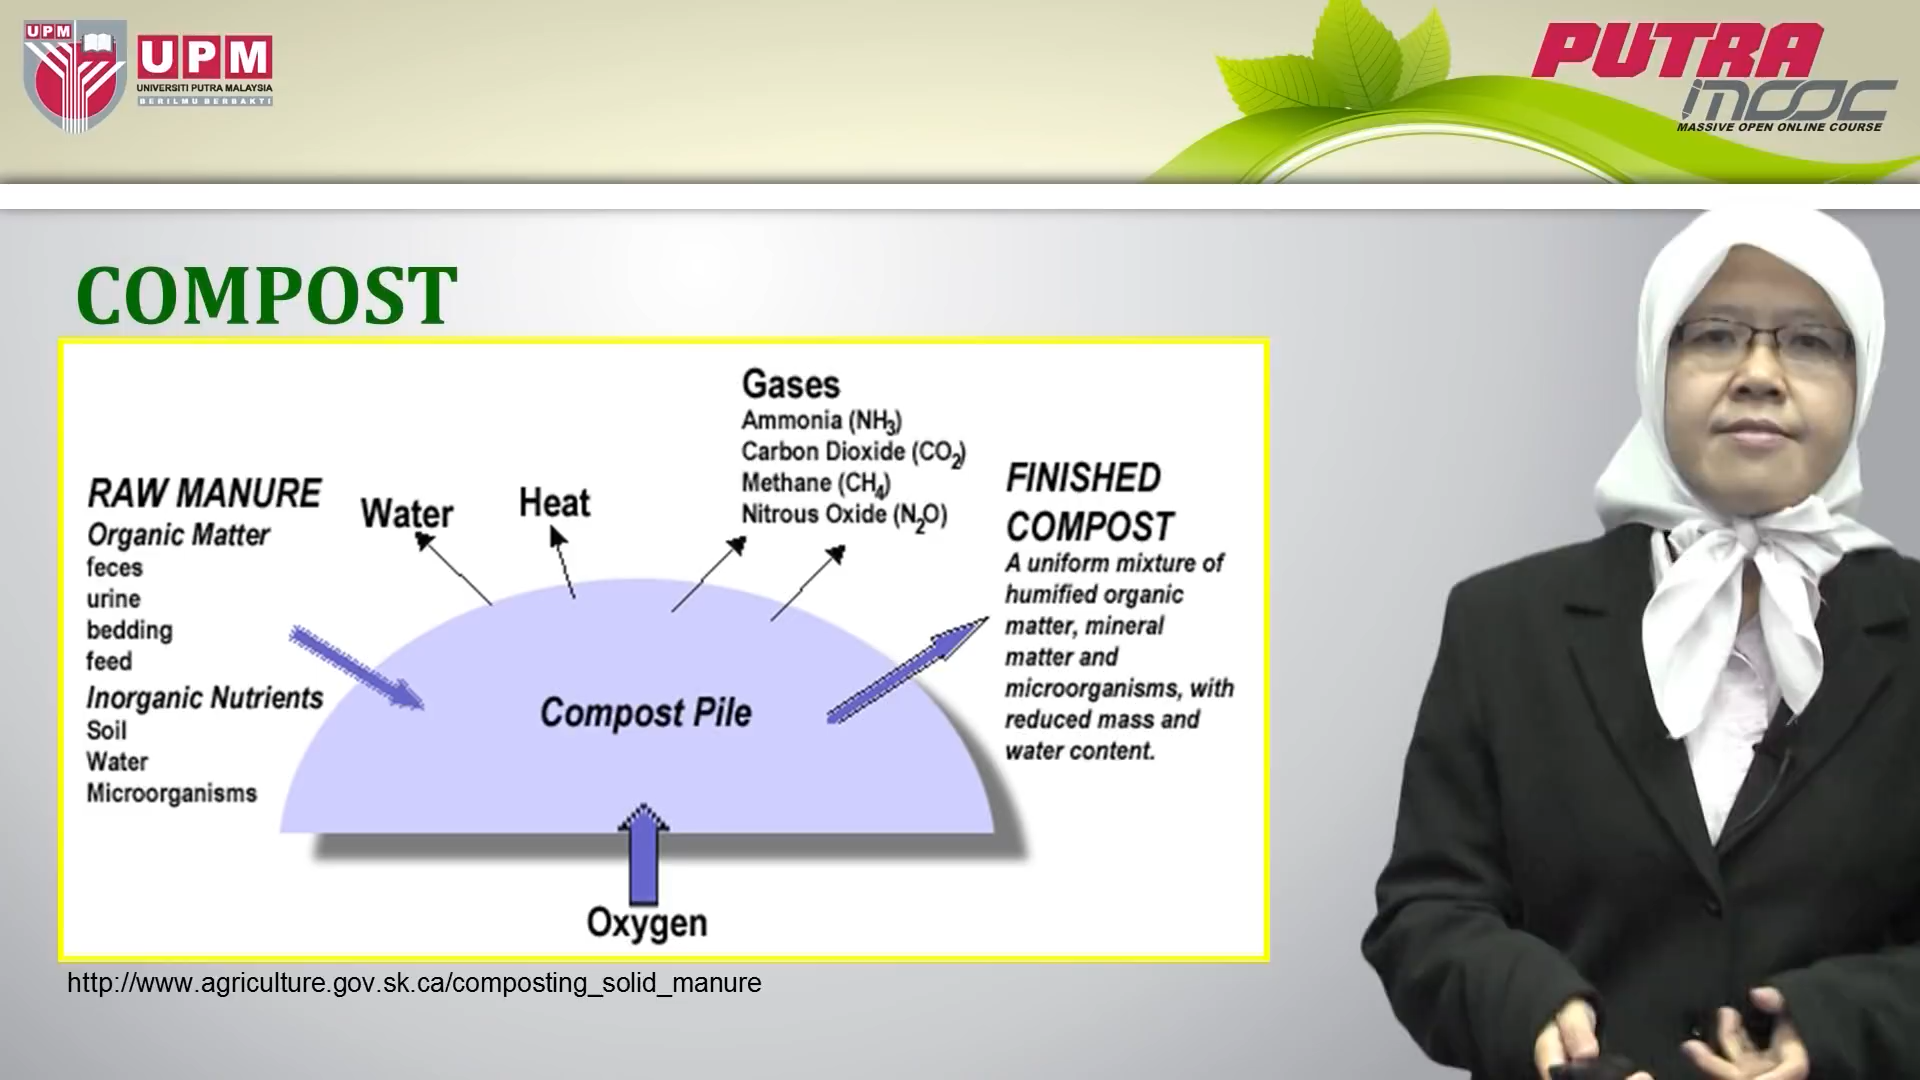 UPM
UPM
UNIVERSITI PUTRA MALAYSIA
BERILMU BERBAKTI
PUTRA
mooc
MASSIVE OPEN ONLINE COURSE
COMPOST
RAW MANURE
Organic Matter
feces
urine
bedding
feed
Inorganic Nutrients
Soil
Water
Microorganisms
Water
Heat
Gases
Ammonia (NH₃)
Carbon Dioxide (CO₂)
Methane (CH₄)
Nitrous Oxide (N₂O)
FINISHED
COMPOST
A uniform mixture of
humified organic
matter, mineral
matter and
microorganisms, with
reduced mass and
water content.
Compost Pile
Oxygen
http://www.agriculture.gov.sk.ca/composting_solid_manure